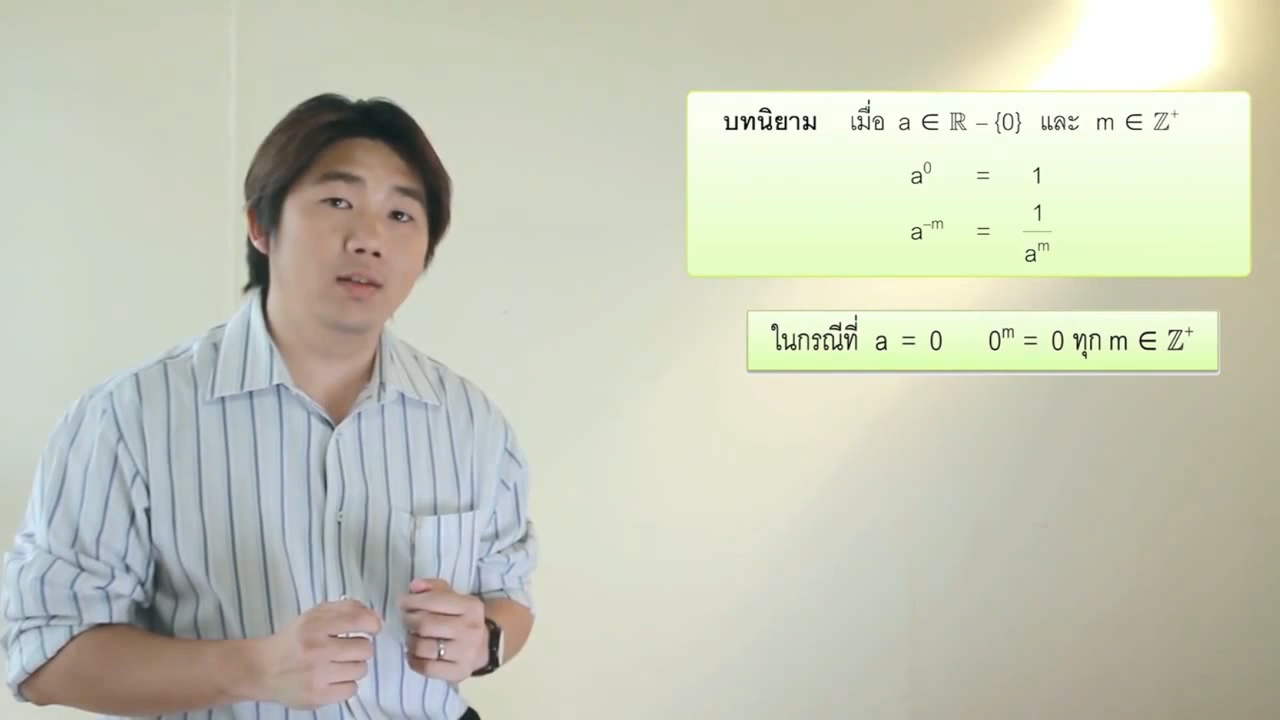 บทนิยาม เมื่อ a ∈ ℝ – {0} และ m ∈ ℤ⁺
a⁰ = 1
a⁻ᵐ = 1/aᵐ
ในกรณีที่ a = 0 0ᵐ = 0 ทุก m ∈ ℤ⁺